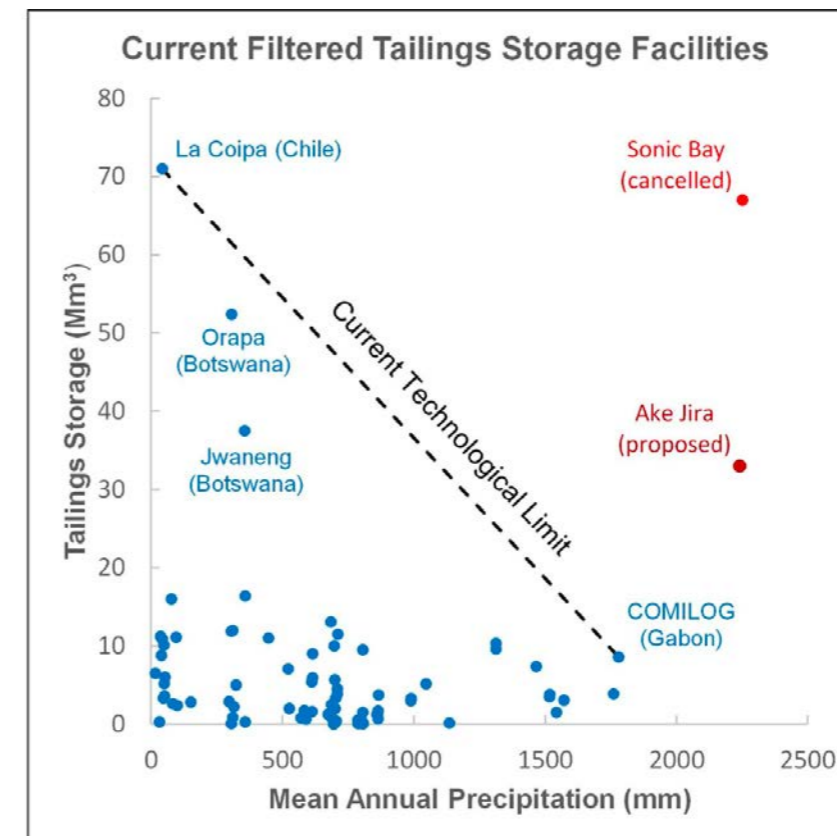 Current Filtered Tailings Storage Facilities
80
70
60
50
40
30
20
10
0
Tailings Storage (Mm³)
La Coipa (Chile)
Sonic Bay
(cancelled)
Orapa
(Botswana)
Current Technological Limit
Jwaneng
(Botswana)
Ake Jira
(proposed)
COMILOG
(Gabon)
0 500 1000 1500 2000 2500
Mean Annual Precipitation (mm)